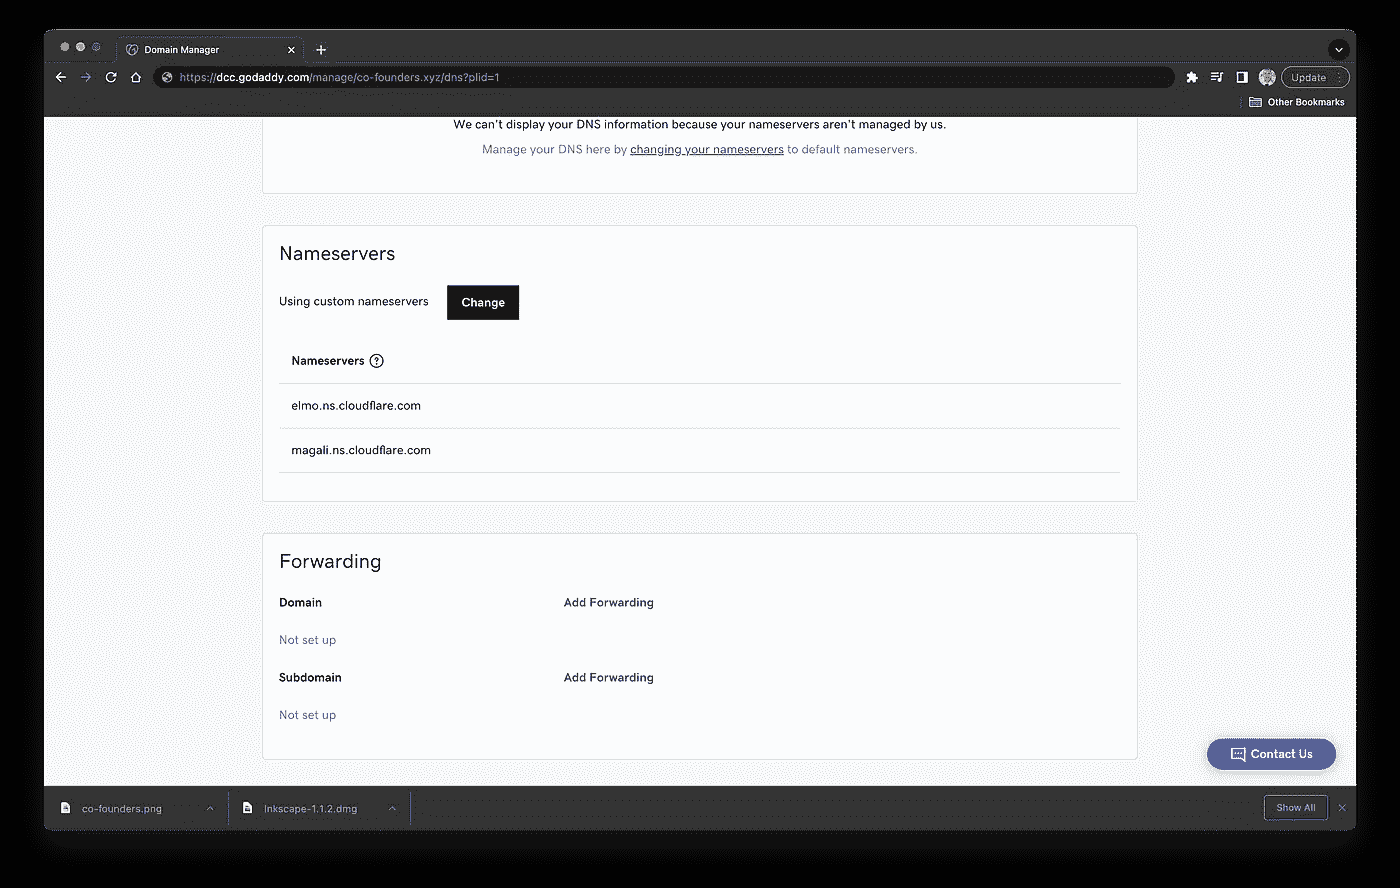 Domain Manager
https://dcc.godaddy.com/manage/co-founders.xyz/dns?plid=1
Update
Other Bookmarks
We can't display your DNS information because your nameservers aren't managed by us.
Manage your DNS here by changing your nameservers to default nameservers.
Nameservers
Using custom nameservers Change
Nameservers ?
elmo.ns.cloudflare.com
magali.ns.cloudflare.com
Forwarding
Domain Add Forwarding
Not set up
Subdomain Add Forwarding
Not set up
Contact Us
co-founders.png Inkscape-1.1.2.dmg Show All